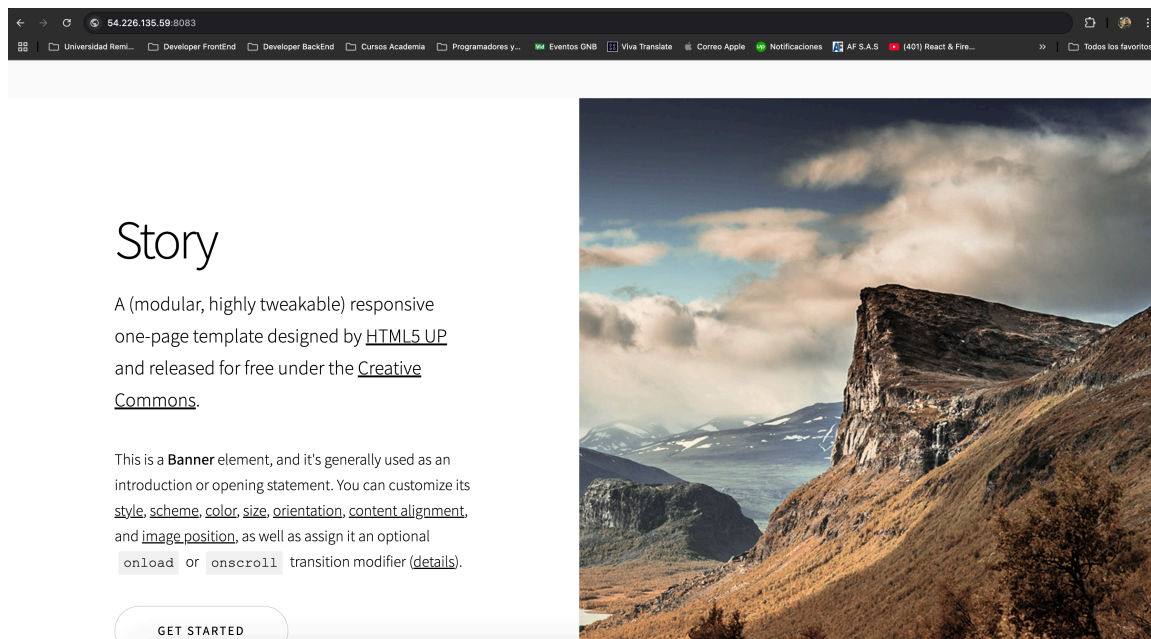 54.226.135.59:8083
Universidad Remi... Developer FrontEnd Developer BackEnd Cursos Academia Programadores y... Eventos GNB Viva Translate Correo Apple Notificaciones AF S.A.S (401) React & Fire... » Todos los favoritos
Story
A (modular, highly tweakable) responsive
one-page template designed by HTML5 UP
and released for free under the Creative
Commons.
This is a Banner element, and it's generally used as an
introduction or opening statement. You can customize its
style, scheme, color, size, orientation, content alignment,
and image position, as well as assign it an optional
onload or onscroll transition modifier (details).
GET STARTED